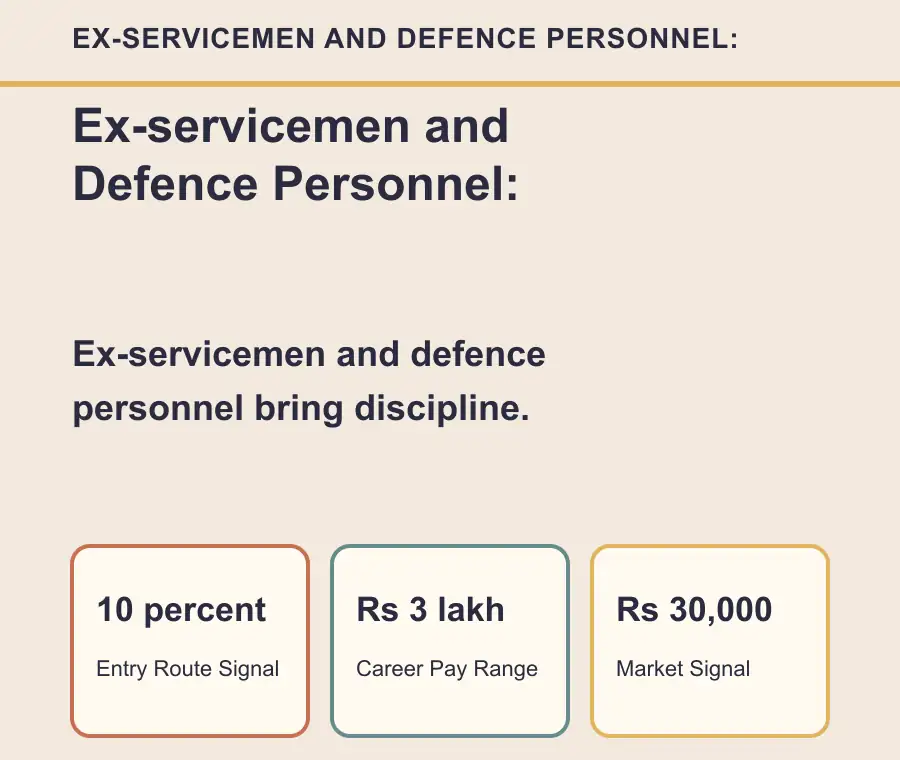 EX-SERVICEMEN AND DEFENCE PERSONNEL:
Ex-servicemen and
Defence Personnel:
Ex-servicemen and defence
personnel bring discipline.
10 percent
Entry Route Signal
Rs 3 lakh
Career Pay Range
Rs 30,000
Market Signal